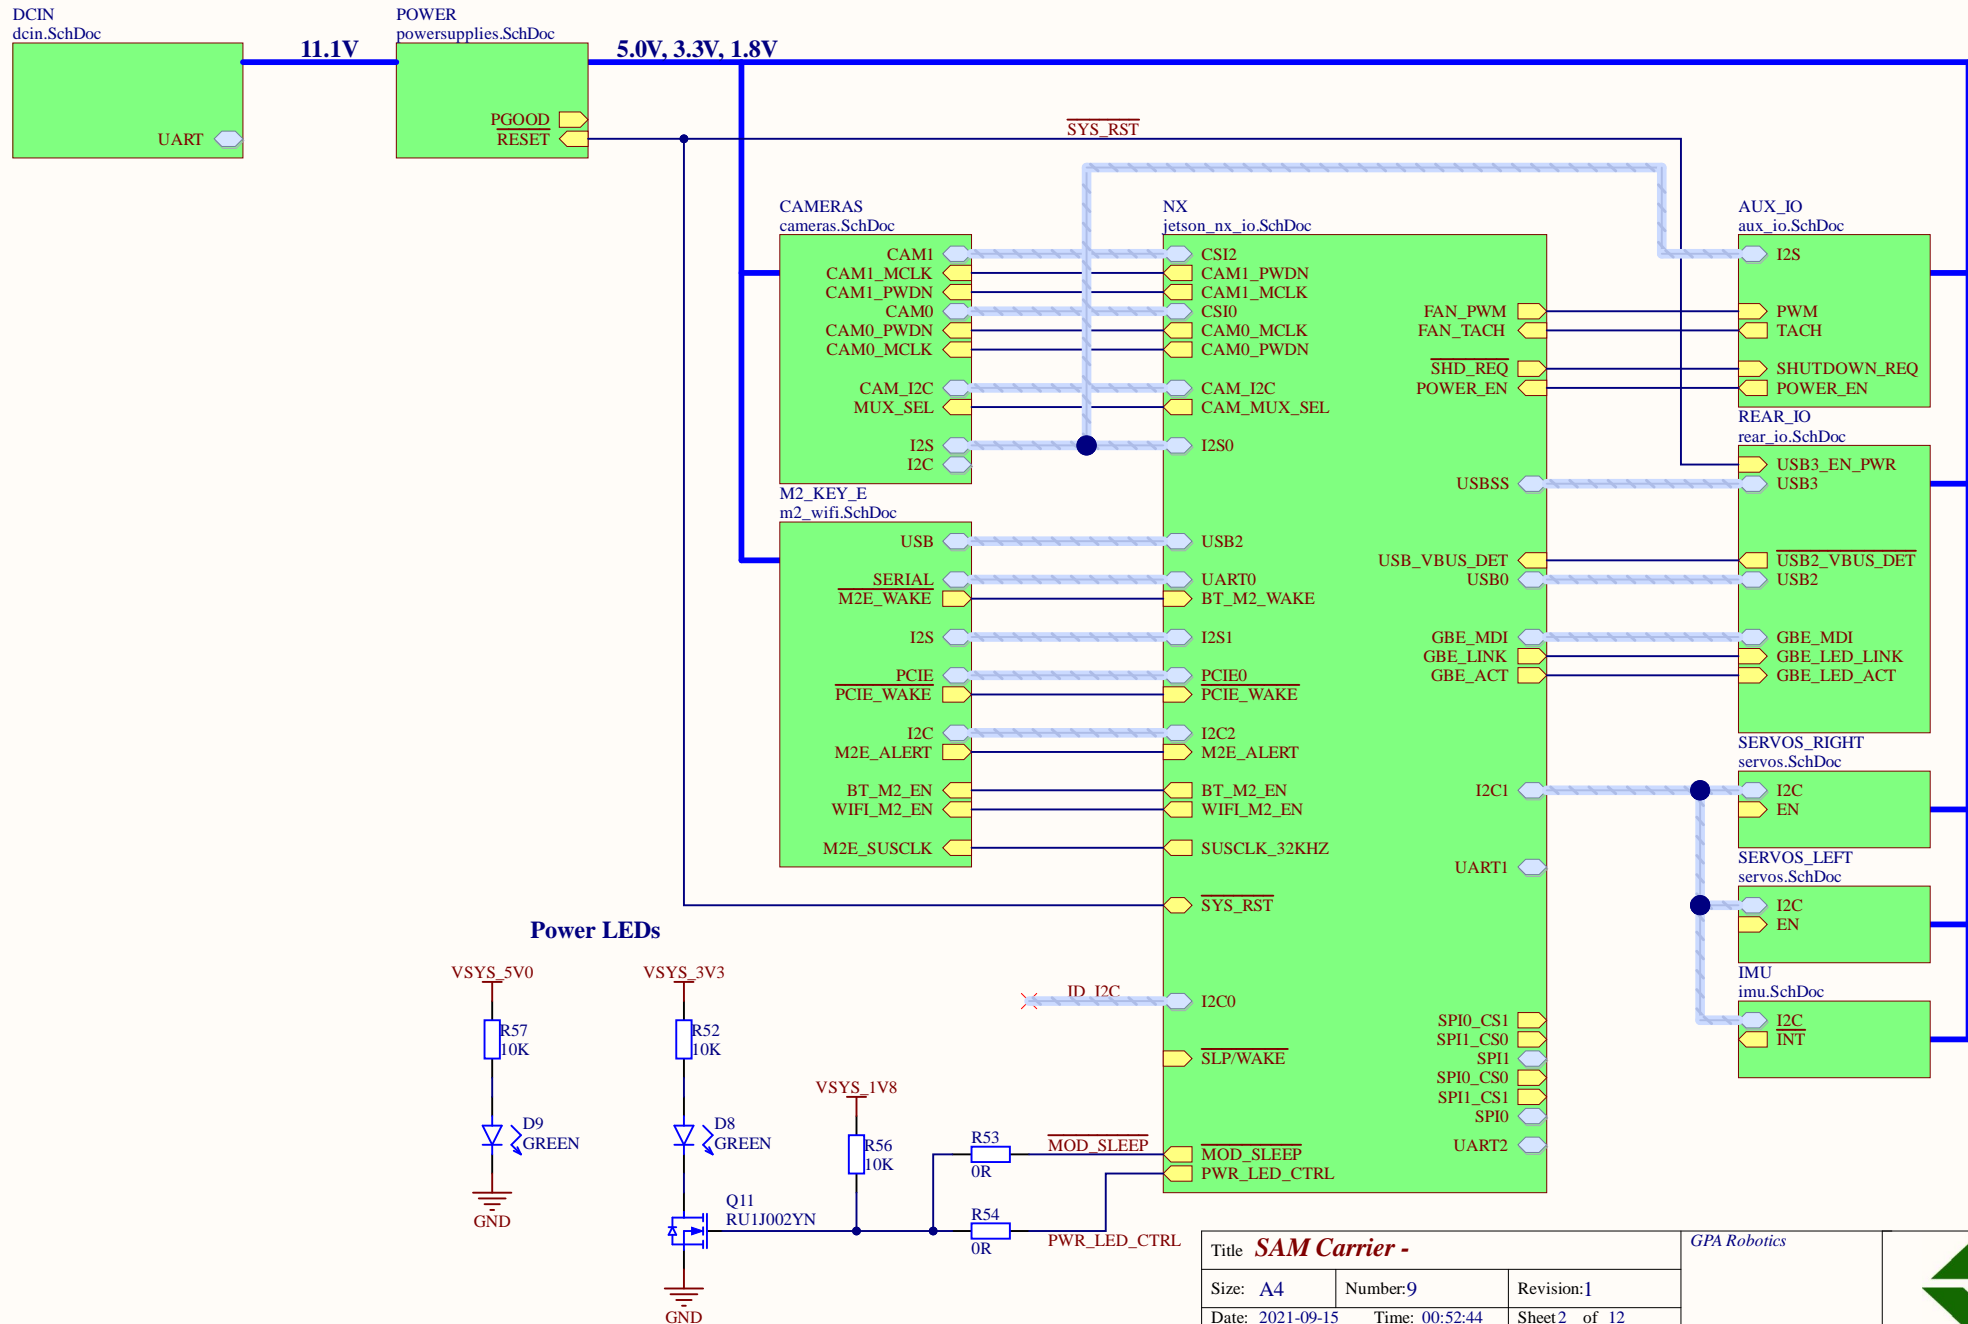 DCIN
dcin.SchDoc
UART
11.1V
POWER
powersupplies.SchDoc
PGOOD
RESET
5.0V, 3.3V, 1.8V
SYS_RST
CAMERAS
cameras.SchDoc
CAM1
CAM1_MCLK
CAM1_PWDN
CAM0
CAM0_PWDN
CAM0_MCLK
CAM_I2C
MUX_SEL
I2S
I2C
M2_KEY_E
m2_wifi.SchDoc
USB
SERIAL
M2E_WAKE
I2S
PCIE
PCIE_WAKE
I2C
M2E_ALERT
BT_M2_EN
WIFI_M2_EN
M2E_SUSCLK
NX
jetson_nx_io.SchDoc
CSI2
CAM1_PWDN
CAM1_MCLK
CSI0
CAM0_MCLK
CAM0_PWDN
CAM_I2C
CAM_MUX_SEL
I2S0
USB2
UART0
BT_M2_WAKE
I2S1
PCIE0
PCIE_WAKE
I2C2
M2E_ALERT
BT_M2_EN
WIFI_M2_EN
SUSCLK_32KHZ
SYS_RST
ID_I2C
I2C0
SLP/WAKE
MOD_SLEEP
PWR_LED_CTRL
FAN_PWM
FAN_TACH
SHD_REQ
POWER_EN
USBSS
USB_VBUS_DET
USB0
GBE_MDI
GBE_LINK
GBE_ACT
I2C1
UART1
SPI0_CS1
SPI1_CS0
SPI1
SPI0_CS0
SPI1_CS1
SPI0
UART2
AUX_IO
aux_io.SchDoc
I2S
PWM
TACH
SHUTDOWN_REQ
POWER_EN
REAR_IO
rear_io.SchDoc
USB3_EN_PWR
USB3
USB2_VBUS_DET
USB2
GBE_MDI
GBE_LED_LINK
GBE_LED_ACT
SERVOS_RIGHT
servos.SchDoc
I2C
EN
SERVOS_LEFT
servos.SchDoc
I2C
EN
IMU
imu.SchDoc
I2C
INT
Power LEDs
VSYS_5V0
R57
10K
D9
GREEN
GND
VSYS_3V3
R52
10K
D8
GREEN
Q11
RU1J002YN
GND
VSYS_1V8
R56
10K
R53
0R
MOD_SLEEP
R54
0R
PWR_LED_CTRL
Title SAM Carrier -
GPA Robotics
Size: A4 Number:9 Revision:1
Date: 2021-09-15 Time: 00:52:44 Sheet 2 of 12